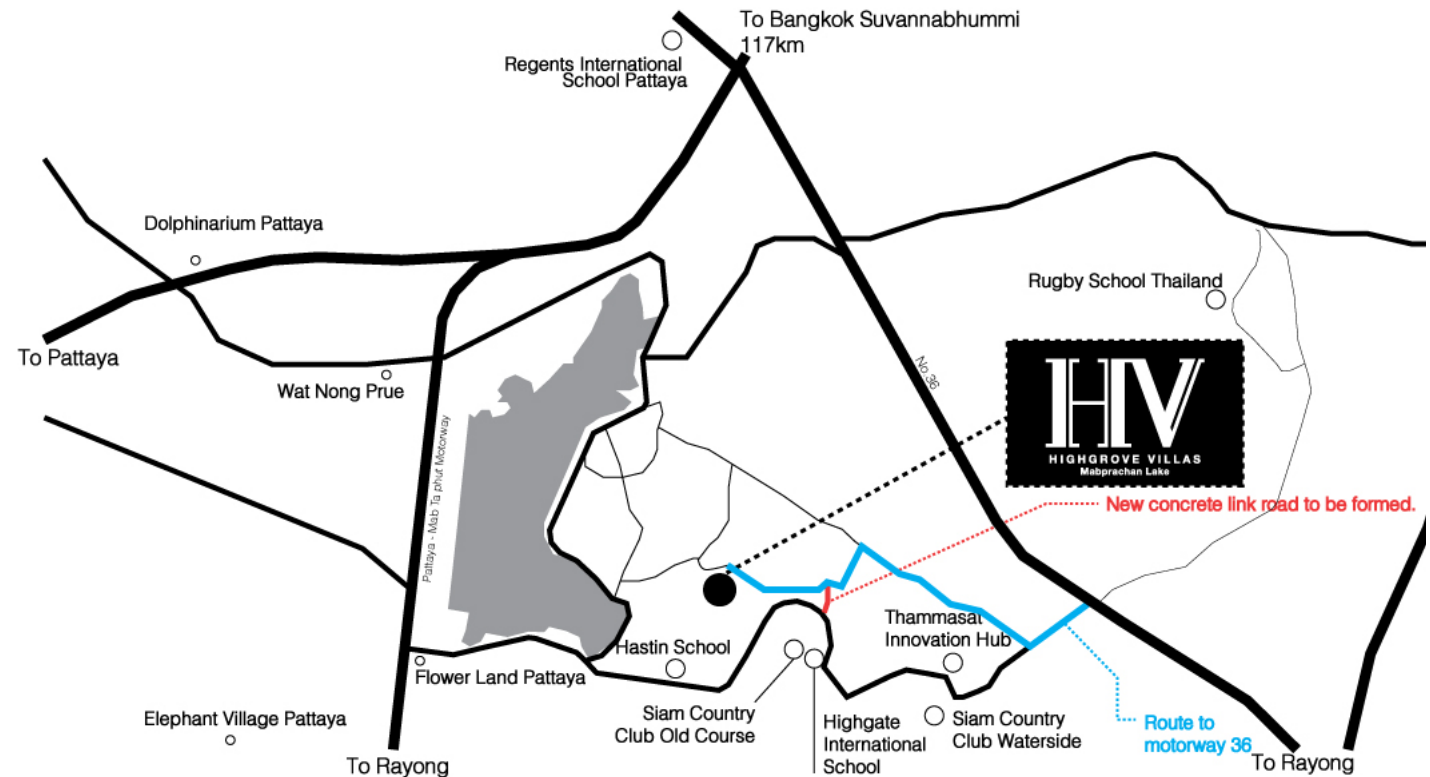 To Bangkok Suvannabhummi
117km
Regents International
School Pattaya
Dolphinarium Pattaya
Rugby School Thailand
To Pattaya
No 36
HV
HIGHGROVE VILLAS
Mabprachan Lake
Wat Nong Prue
Pattaya - Mab Ta phut Motorway
New concrete link road to be formed.
Thammasat
Innovation Hub
Hastin School
Flower Land Pattaya
Siam Country
Club Old Course
Highgate
International
School
Siam Country
Club Waterside
Route to
motorway 36
Elephant Village Pattaya
To Rayong
To Rayong